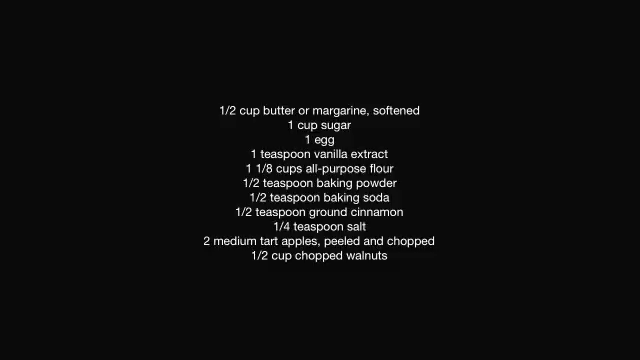 1/2 cup butter or margarine, softened
1 cup sugar
1 egg
1 teaspoon vanilla extract
1 1/8 cups all-purpose flour
1/2 teaspoon baking powder
1/2 teaspoon baking soda
1/2 teaspoon ground cinnamon
1/4 teaspoon salt
2 medium tart apples, peeled and chopped
1/2 cup chopped walnuts